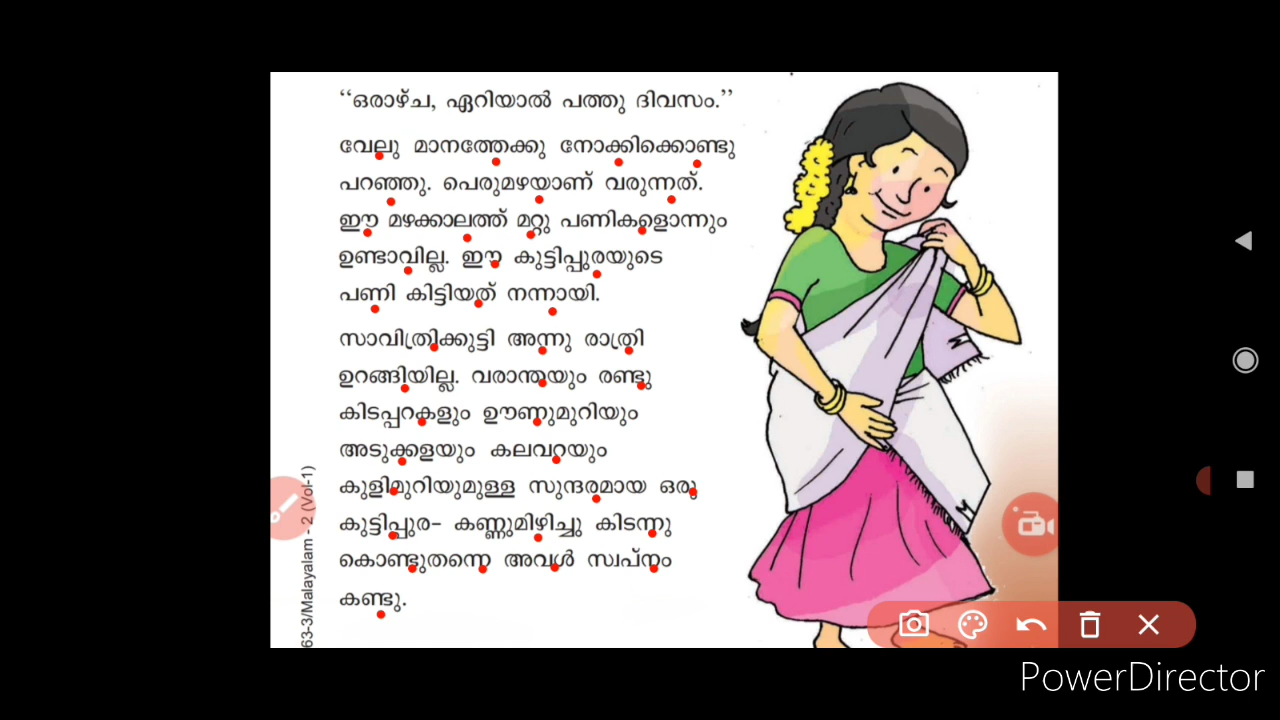 “ഒരാഴ്ച, ഏറിയാൽ പത്തു ദിവസം.”
വേലു മാനത്തേക്കു നോക്കിക്കൊണ്ടു
പറഞ്ഞു. പെരുമഴയാണ് വരുന്നത്.
ഈ മഴക്കാലത്ത് മറ്റു പണികളൊന്നും
ഉണ്ടാവില്ല. ഈ കുട്ടിപ്പുരയുടെ
പണി കിട്ടിയത് നന്നായി.
സാവിത്രിക്കുട്ടി അന്നു രാത്രി
ഉറങ്ങിയില്ല. വരാന്തയും രണ്ടു
കിടപ്പറകളും ഊണുമുറിയും
അടുക്കളയും കലവറയും
കുളിമുറിയുമുള്ള സുന്ദരമായ ഒരു
കുട്ടിപ്പുര- കണ്ണുമിഴിച്ചു കിടന്നു
കൊണ്ടുതന്നെ അവൾ സ്വപ്നം
കണ്ടു.
63-3/Malayalam - 2 (Vol-1)
PowerDirector